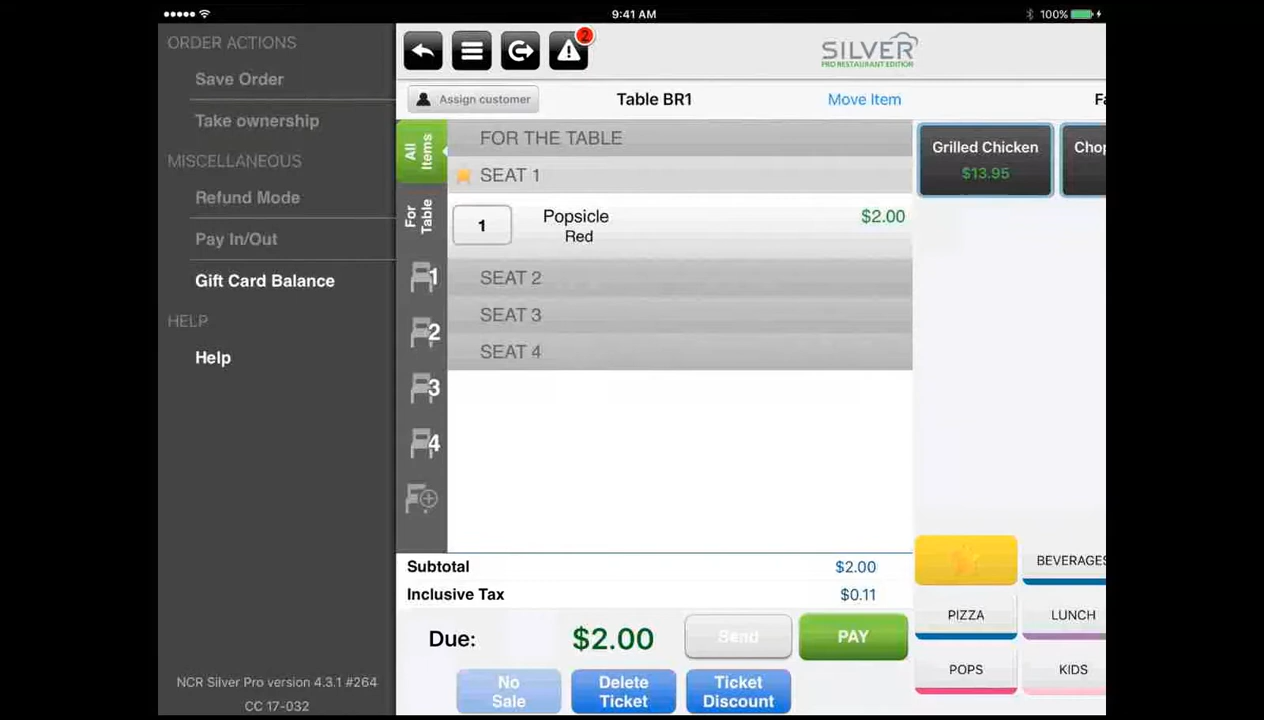 9:41 AM
100%
ORDER ACTIONS
Save Order
Take ownership
MISCELLANEOUS
Refund Mode
Pay In/Out
Gift Card Balance
HELP
Help
NCR Silver Pro version 4.3.1 #264
CC 17-032
2
SILVER
PRO RESTAURANT EDITION
Assign customer
Table BR1
Move Item
Fa
All Items
For Table
1
2
3
4
FOR THE TABLE
SEAT 1
1 Popsicle $2.00
Red
SEAT 2
SEAT 3
SEAT 4
Subtotal $2.00
Inclusive Tax $0.11
Due: $2.00
Send
PAY
No Sale
Delete Ticket
Ticket Discount
Grilled Chicken
$13.95
Chop
BEVERAGES
PIZZA
LUNCH
POPS
KIDS